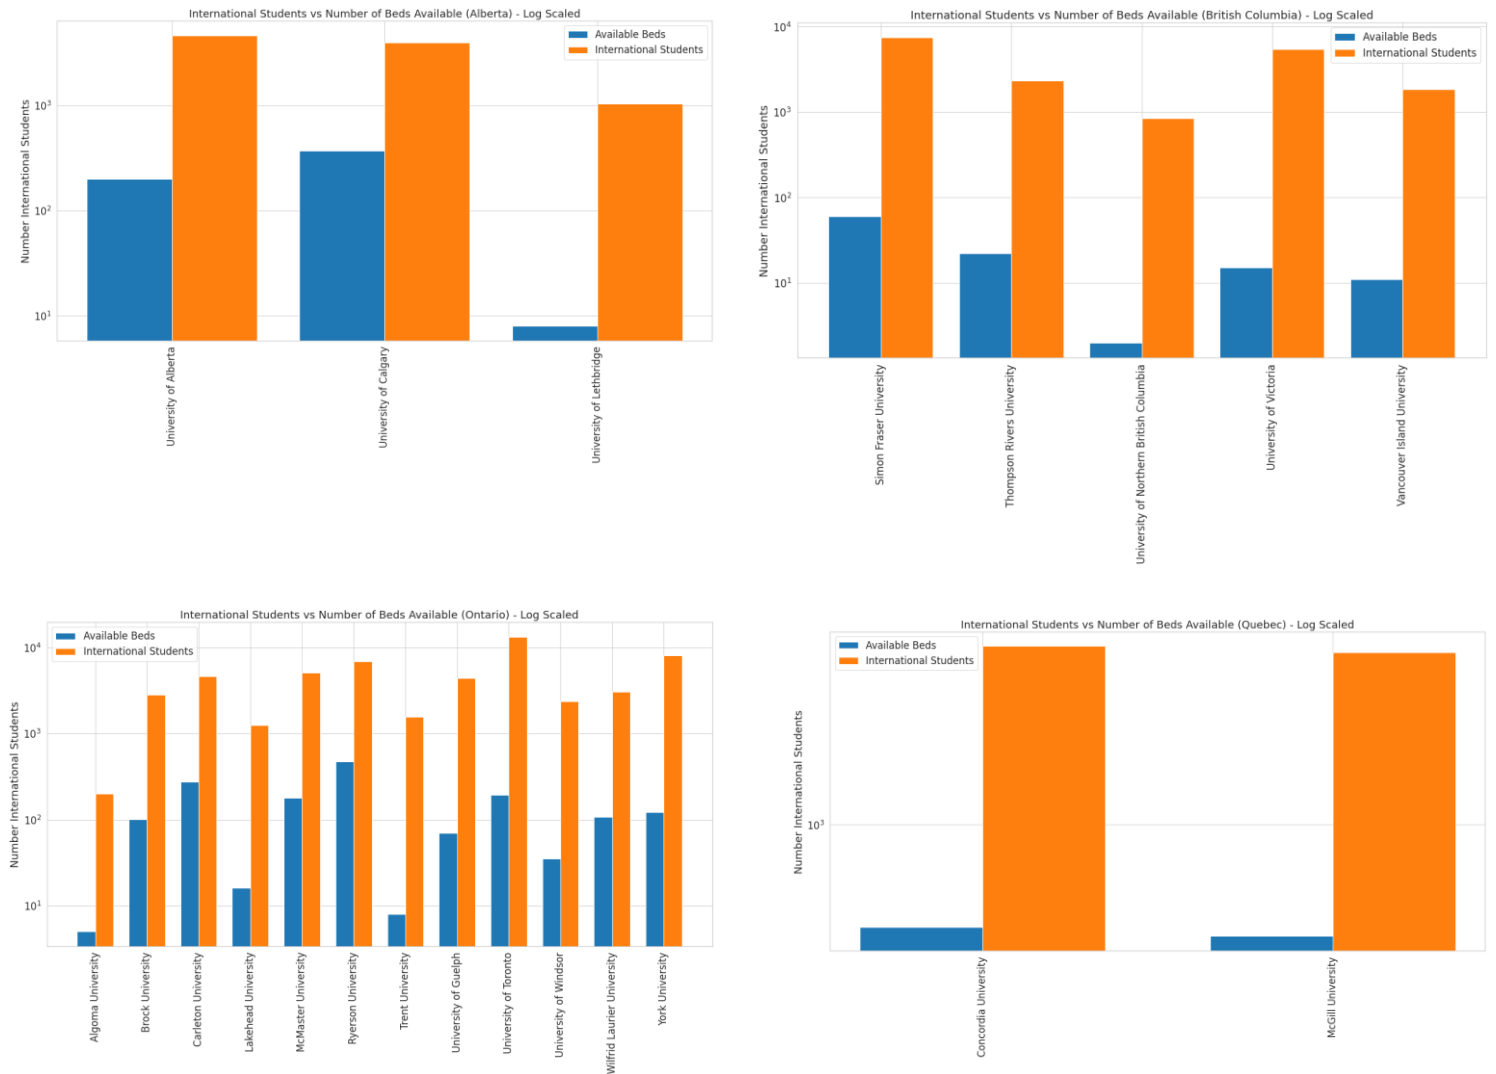 International Students vs Number of Beds Available (Alberta) - Log Scaled
Available Beds
International Students
Number International Students
10³
10²
10¹
University of Alberta
University of Calgary
University of Lethbridge
International Students vs Number of Beds Available (British Columbia) - Log Scaled
Available Beds
International Students
Number International Students
10⁴
10³
10²
10¹
Simon Fraser University
Thompson Rivers University
University of Northern British Columbia
University of Victoria
Vancouver Island University
International Students vs Number of Beds Available (Ontario) - Log Scaled
Available Beds
International Students
Number International Students
10⁴
10³
10²
10¹
Algoma University
Brock University
Carleton University
Lakehead University
McMaster University
Ryerson University
Trent University
University of Guelph
University of Toronto
University of Windsor
Wilfrid Laurier University
York University
International Students vs Number of Beds Available (Quebec) - Log Scaled
Available Beds
International Students
Number International Students
10³
Concordia University
McGill University